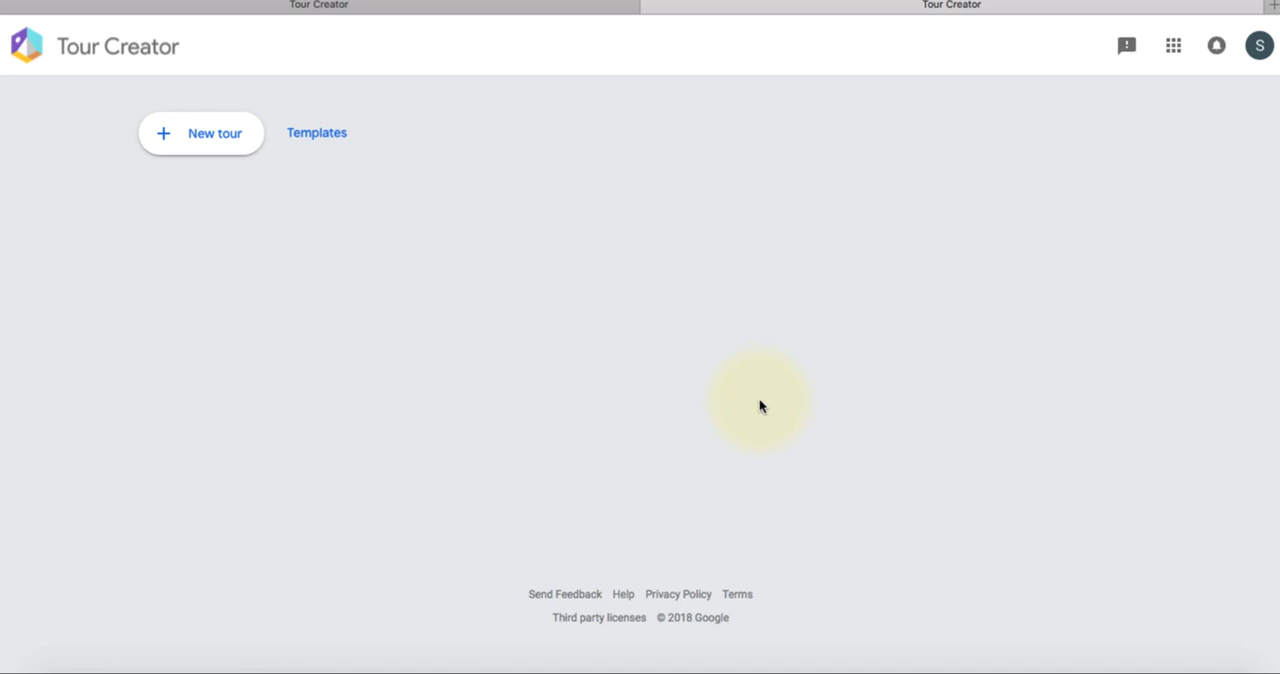 Tour Creator
Tour Creator
Tour Creator
S
+ New tour
Templates
Send Feedback Help Privacy Policy Terms
Third party licenses © 2018 Google